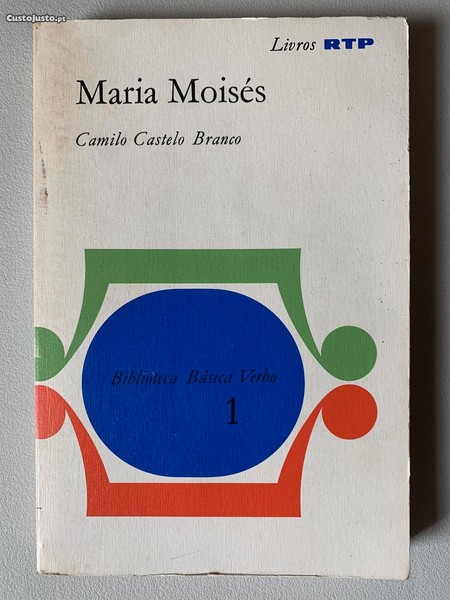 CustoJusto.pt
Livros RTP
Maria Moisés
Camilo Castelo Branco
Biblioteca Básica Verbo
1